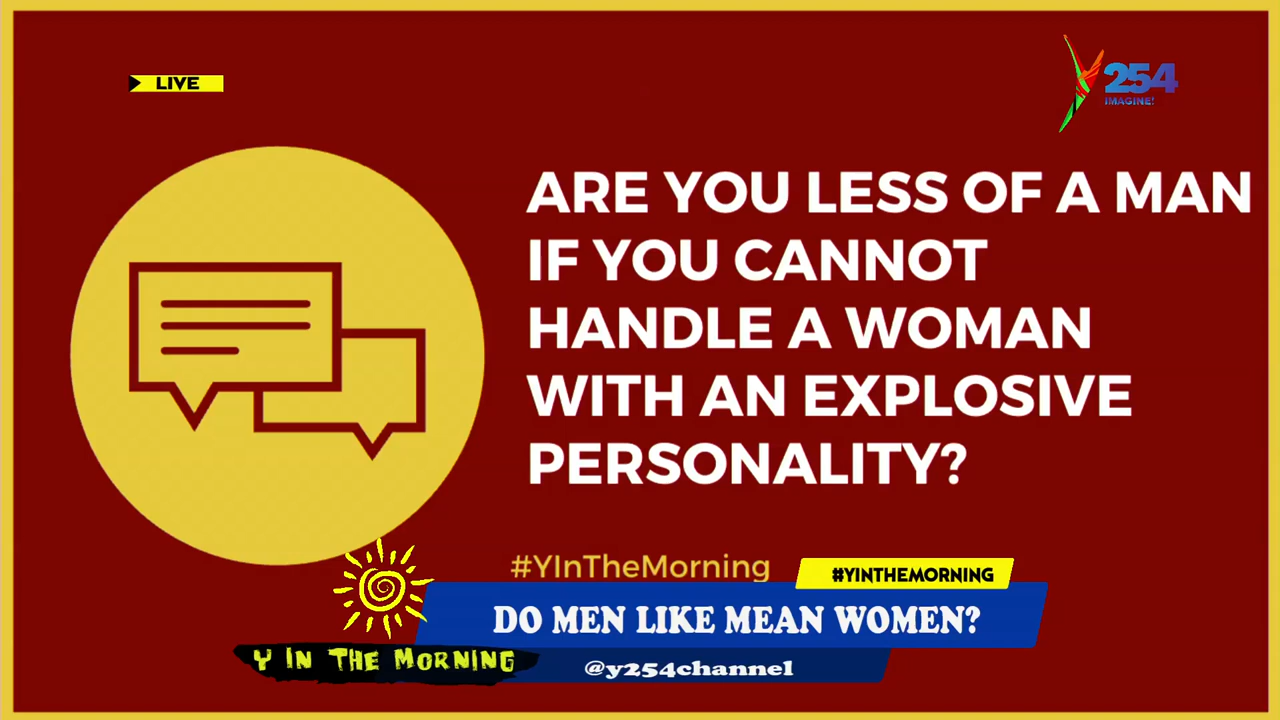 LIVE
254
IMAGINE!
ARE YOU LESS OF A MAN
IF YOU CANNOT
HANDLE A WOMAN
WITH AN EXPLOSIVE
PERSONALITY?
#YInTheMorning
#YINTHEMORNING
DO MEN LIKE MEAN WOMEN?
Y IN THE MORNING
@y254channel